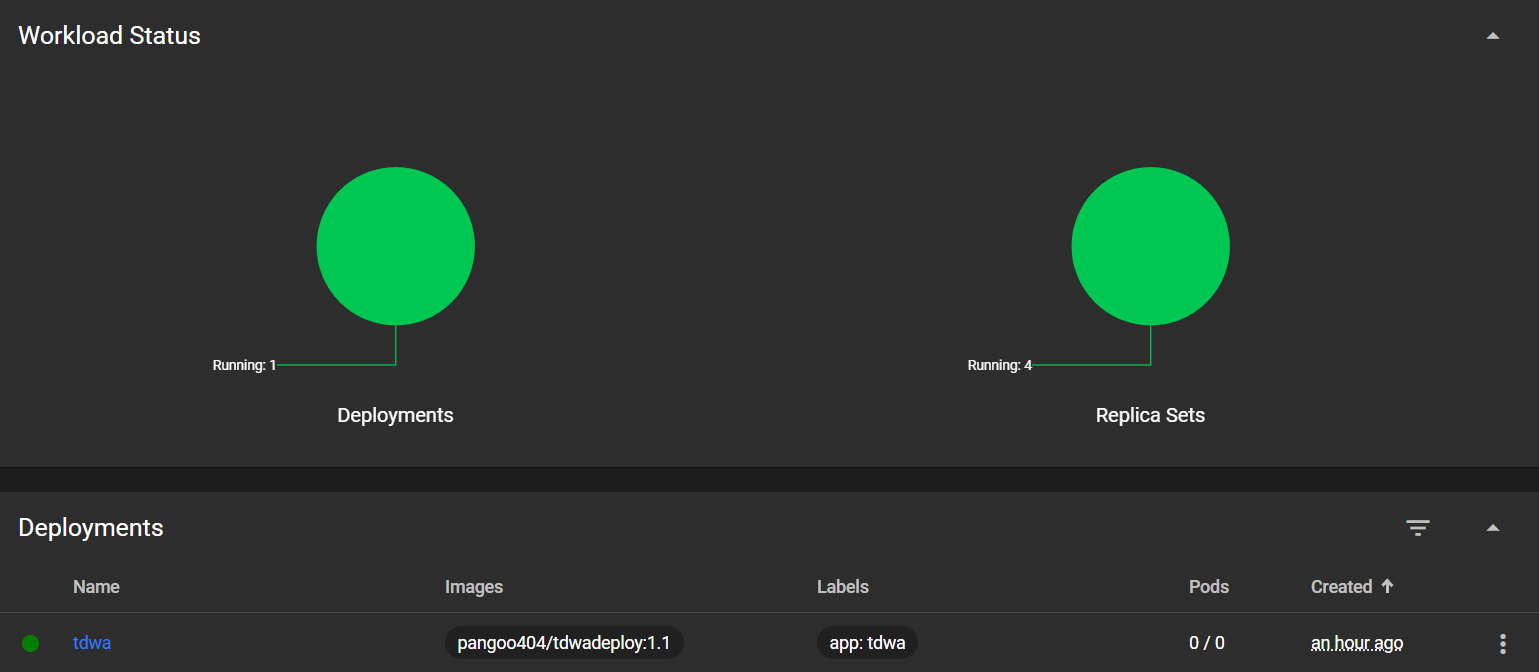 Workload Status
Running: 1
Running: 4
Deployments
Replica Sets
Deployments
Name Images Labels Pods Created
tdwa pangoo404/tdwadeploy:1.1 app: tdwa 0 / 0 an hour ago